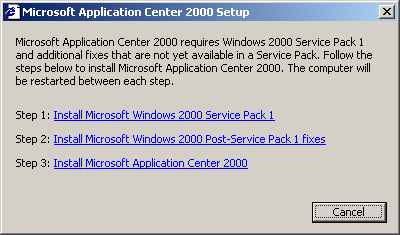 Microsoft Application Center 2000 Setup
Microsoft Application Center 2000 requires Windows 2000 Service Pack 1
and additional fixes that are not yet available in a Service Pack. Follow the
steps below to install Microsoft Application Center 2000. The computer will
be restarted between each step.
Step 1: Install Microsoft Windows 2000 Service Pack 1
Step 2: Install Microsoft Windows 2000 Post-Service Pack 1 fixes
Step 3: Install Microsoft Application Center 2000
Cancel